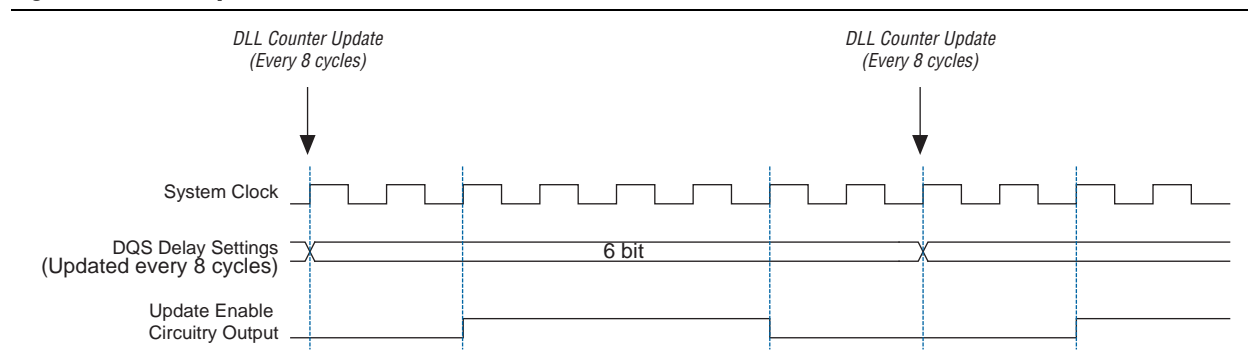 DLL Counter Update
(Every 8 cycles)
DLL Counter Update
(Every 8 cycles)
System Clock
DQS Delay Settings
(Updated every 8 cycles)
6 bit
Update Enable
Circuitry Output